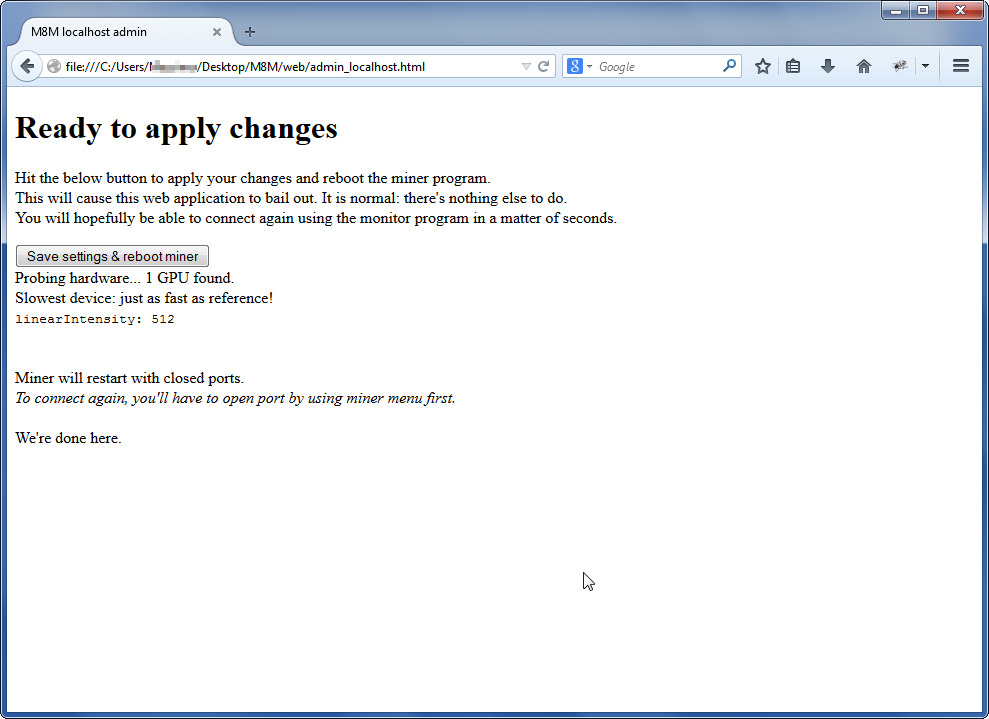 M8M localhost admin
file:///C:/Users/ /Desktop/M8M/web/admin_localhost.html
8
Google
Ready to apply changes
Hit the below button to apply your changes and reboot the miner program.
This will cause this web application to bail out. It is normal: there's nothing else to do.
You will hopefully be able to connect again using the monitor program in a matter of seconds.
Save settings & reboot miner
Probing hardware... 1 GPU found.
Slowest device: just as fast as reference!
linearIntensity: 512
Miner will restart with closed ports.
To connect again, you'll have to open port by using miner menu first.
We're done here.